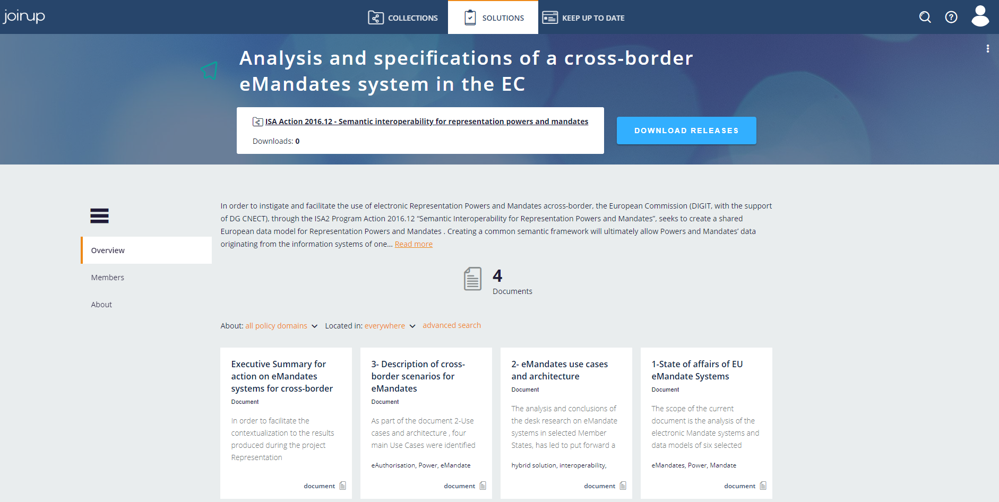 joinup
COLLECTIONS
SOLUTIONS
KEEP UP TO DATE
Analysis and specifications of a cross-border
eMandates system in the EC
ISA Action 2016.12 - Semantic interoperability for representation powers and mandates
Downloads: 0
DOWNLOAD RELEASES
Overview
Members
About
In order to instigate and facilitate the use of electronic Representation Powers and Mandates across-border, the European Commission (DIGIT, with the support
of DG CNECT), through the ISA2 Program Action 2016.12 “Semantic Interoperability for Representation Powers and Mandates”, seeks to create a shared
European data model for Representation Powers and Mandates . Creating a common semantic framework will ultimately allow Powers and Mandates’ data
originating from the information systems of one... Read more
4
Documents
About: all policy domains Located in: everywhere advanced search
Executive Summary for
action on eMandates
systems for cross-border
Document
In order to facilitate the
contextualization to the results
produced during the project
Representation
document
3- Description of cross-
border scenarios for
eMandates
Document
As part of the document 2-Use
cases and architecture , four
main Use Cases were identified
eAuthorisation, Power, eMandate
document
2- eMandates use cases
and architecture
Document
The analysis and conclusions of
the desk research on eMandate
systems in selected Member
States, has led to put forward a
hybrid solution, interoperability,
document
1-State of affairs of EU
eMandate Systems
Document
The scope of the current
document is the analysis of the
electronic Mandate systems and
data models of six selected
eMandates, Power, Mandate
document